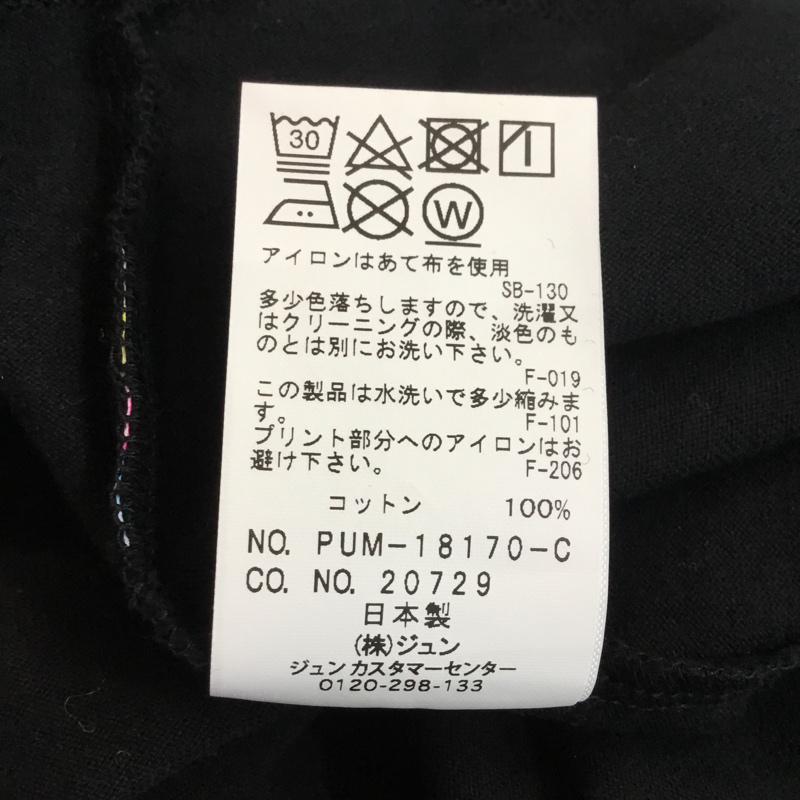 30
W
アイロンはあて布を使用
SB-130
多少色落ちしますので、洗濯又
はクリーニングの際、淡色のも
のとは別にお洗い下さい。
F-019
この製品は水洗いで多少縮みま
す。
F-101
プリント部分へのアイロンはお
避け下さい。
F-206
コットン 100%
NO. PUM-18170-C
CO. NO. 20729
日本製
(株)ジュン
ジュン カスタマーセンター
0120-298-133